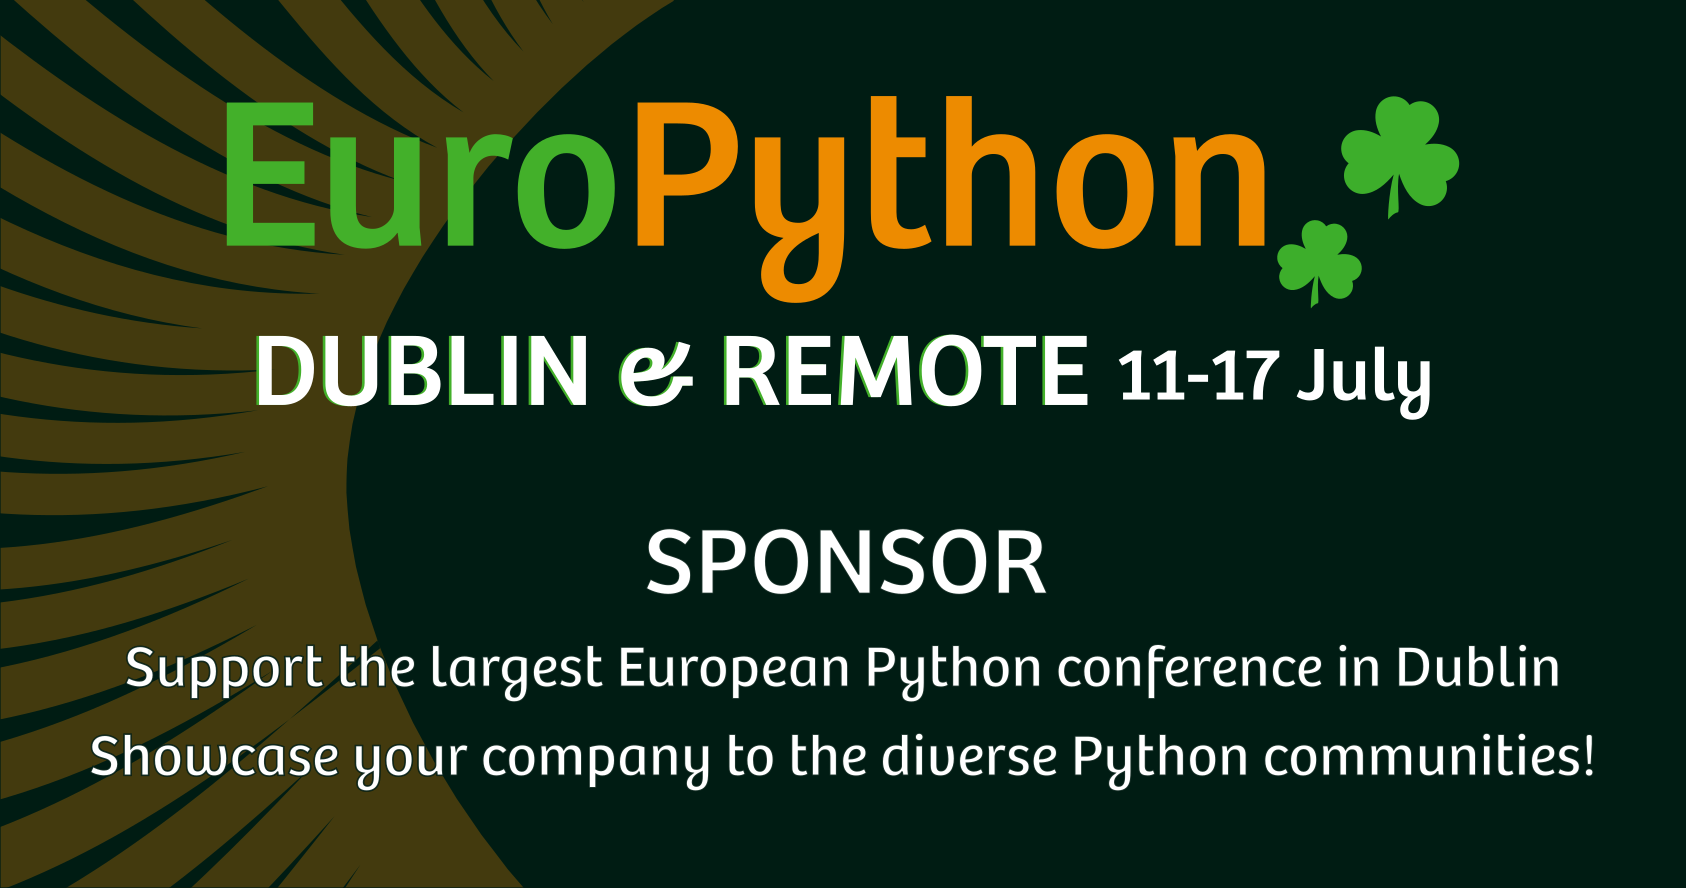 EuroPython
DUBLIN & REMOTE 11-17 July
SPONSOR
Support the largest European Python conference in Dublin
Showcase your company to the diverse Python communities!